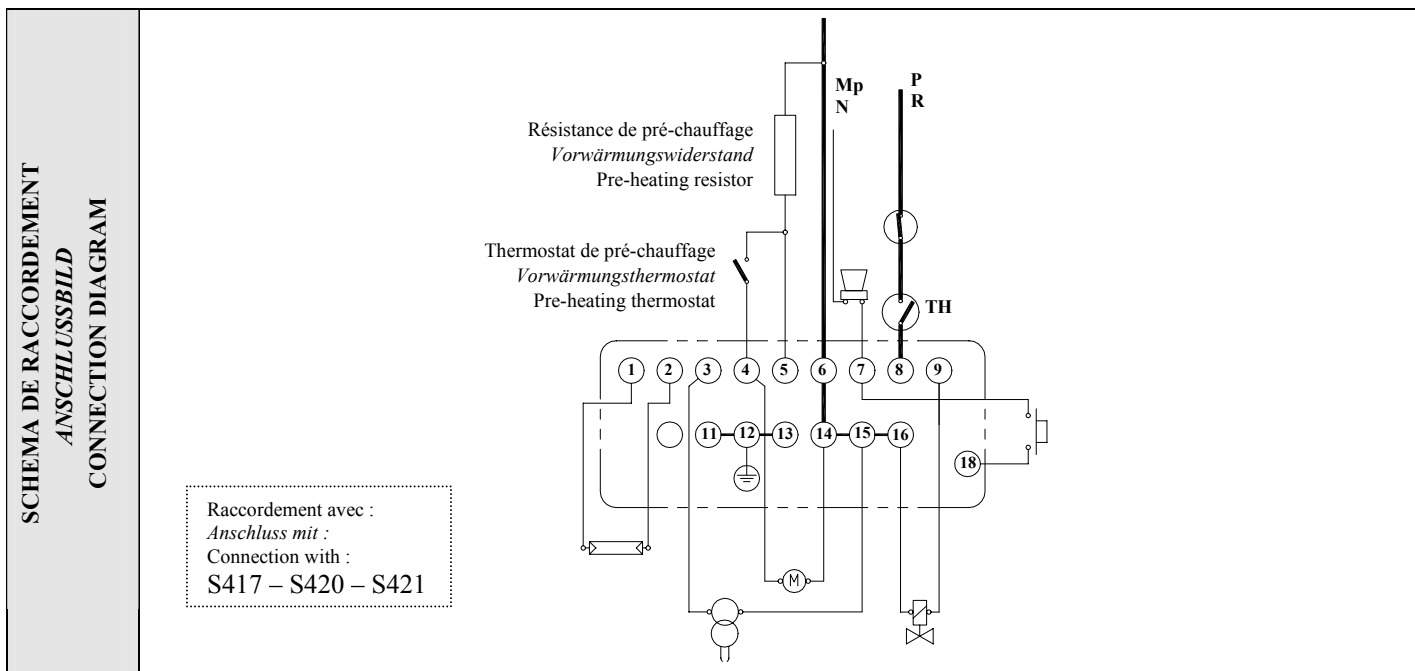 SCHEMA DE RACCORDEMENT
ANSCHLUSSBILD
CONNECTION DIAGRAM
Mp
N
P
R
Résistance de pré-chauffage
Vorwärmungswiderstand
Pre-heating resistor
Thermostat de pré-chauffage
Vorwärmungsthermostat
Pre-heating thermostat
TH
1 2 3 4 5 6 7 8 9
11 12 13 14 15 16
18
Raccordement avec :
Anschluss mit :
Connection with :
S417 – S420 – S421
M